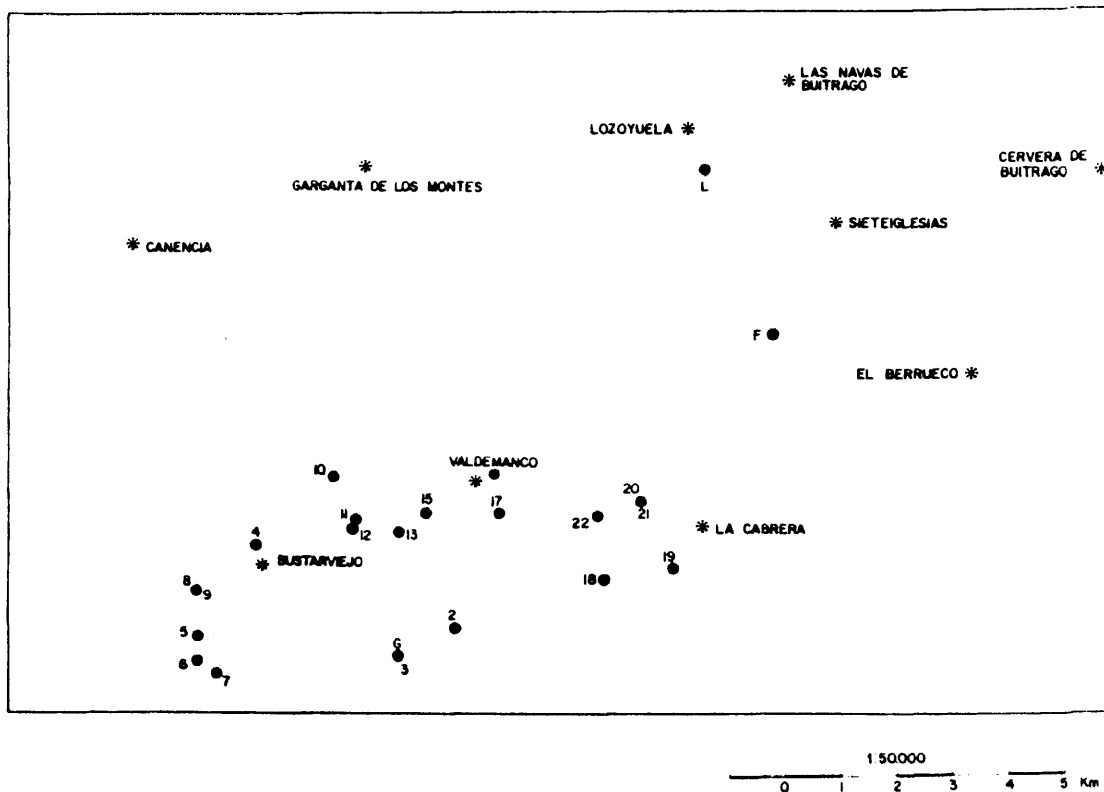 LAS NAVAS DE
BUITRAGO
LOZOYUELA
CERVERA DE
BUITRAGO
GARGANTA DE LOS MONTES
L
SIETEIGLESIAS
CANENCIA
F
EL BERRUECO
VALDEMANCO
10
15
17
20
21
22
11
12
13
4
LA CABRERA
BUSTARVIEJO
19
18
8
9
2
5
G
3
6
7
1:50.000
0 1 2 3 4 5 Km